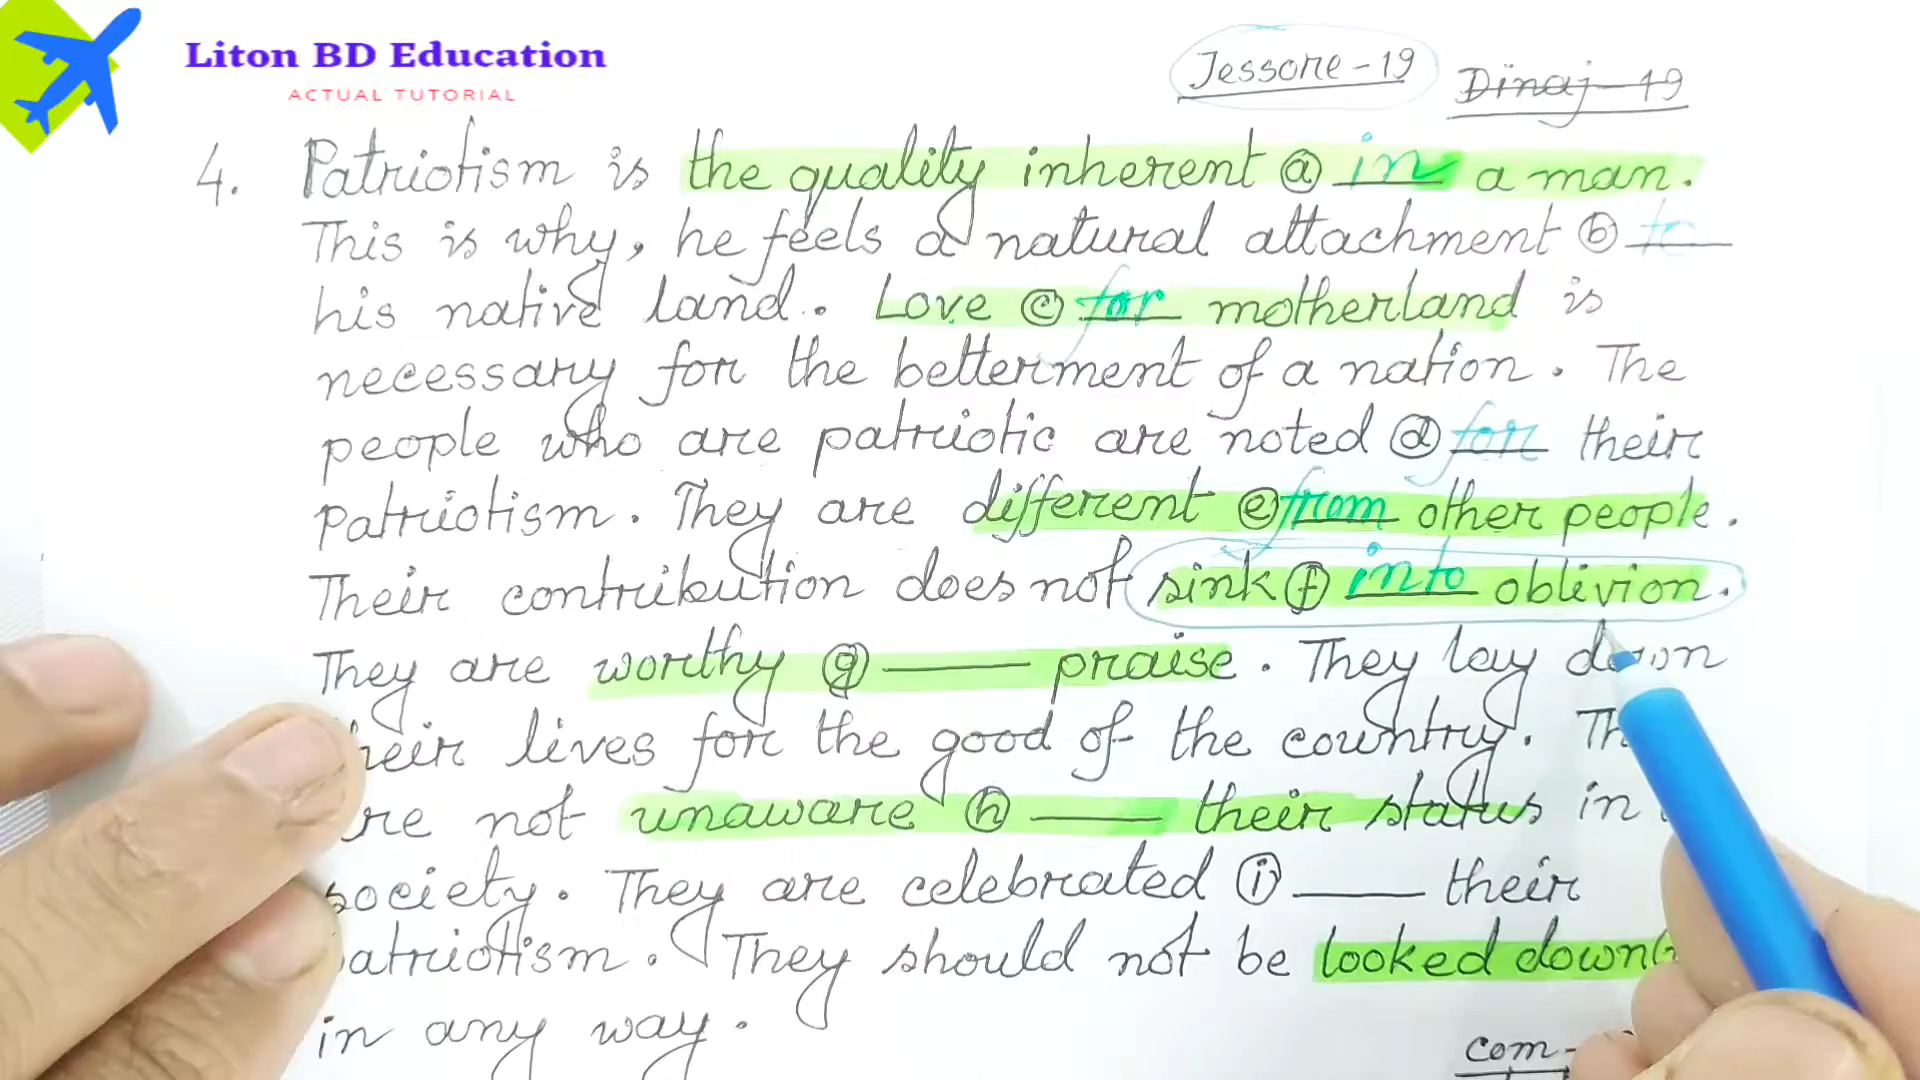 Liton BD Education
ACTUAL TUTORIAL
Jessore-19 Dinaj-19
4. Patriotism is the quality inherent ⓐ in a man.
This is why, he feels a natural attachment ⓑ to
his native land. Love ⓒ for motherland is
necessary for the betterment of a nation. The
people who are patriotic are noted ⓓ for their
patriotism. They are different ⓔ from other people.
Their contribution does not sink ⓕ into oblivion.
They are worthy ⓖ ___ praise. They lay down
their lives for the good of the country.
are not unaware ⓗ ___ their status in
society. They are celebrated ⓘ ___ their
patriotism. They should not be looked down
in any way.
com-